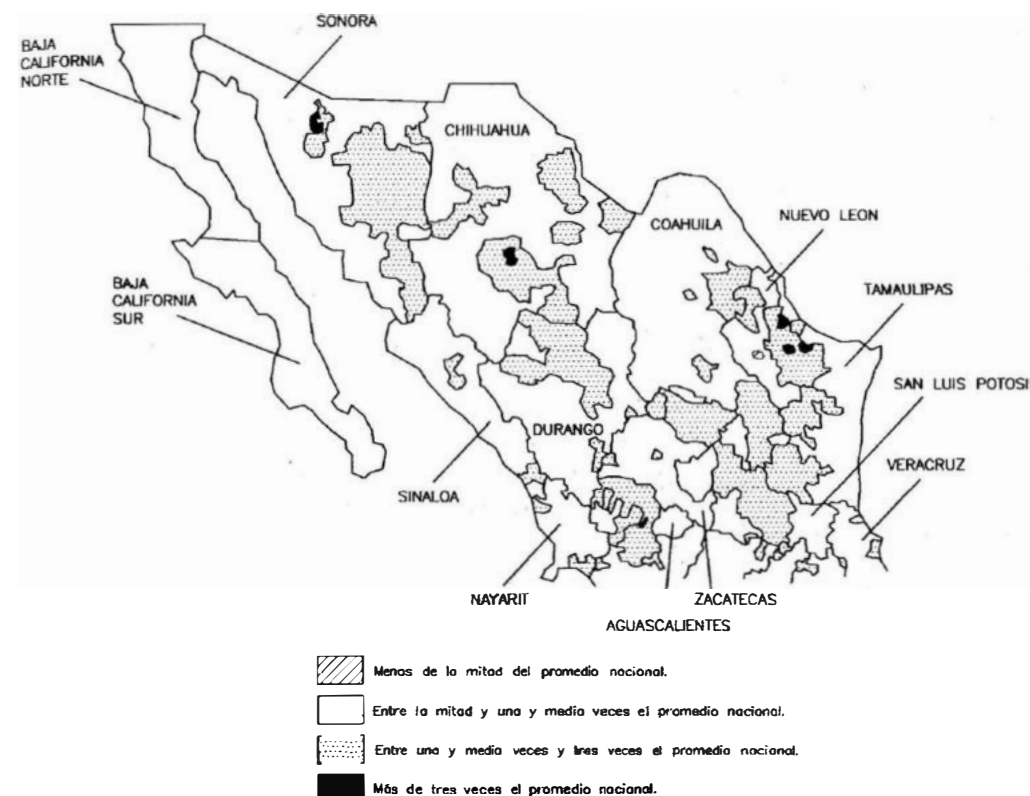 SONORA
BAJA
CALIFORNIA
NORTE
CHIHUAHUA
COAHUILA
NUEVO LEON
BAJA
CALIFORNIA
SUR
TAMAULIPAS
SAN LUIS POTOSI
DURANGO
VERACRUZ
SINALOA
NAYARIT
ZACATECAS
AGUASCALIENTES
Menos de la mitad del promedio nacional.
Entre la mitad y una y media veces el promedio nacional.
Entre una y media veces y tres veces el promedio nacional.
Más de tres veces el promedio nacional.